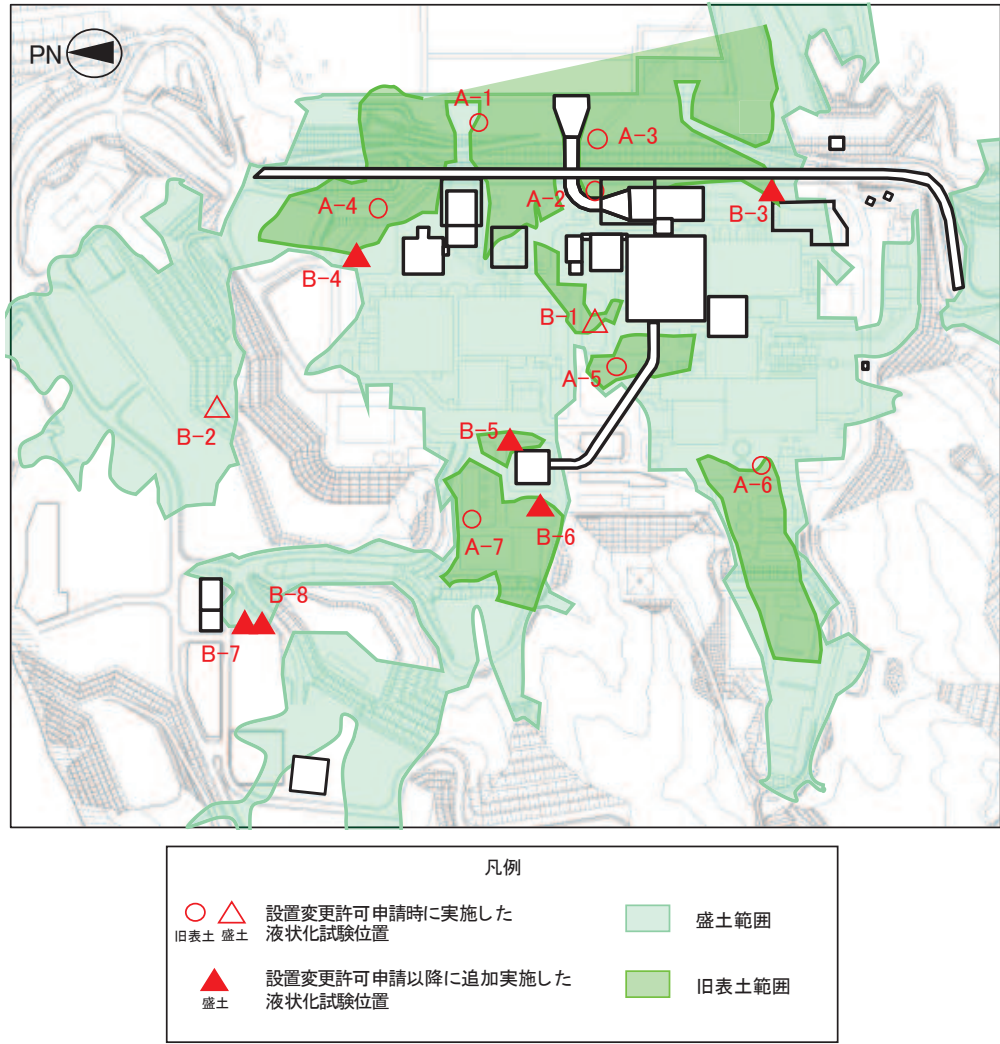 PN
A-1
A-3
A-4
A-2
B-3
B-4
B-1
A-5
B-2
B-5
A-6
B-6
A-7
B-8
B-7
凡例
旧表土 盛土
設置変更許可申請時に実施した
液状化試験位置
盛土範囲
盛土
設置変更許可申請以降に追加実施した
液状化試験位置
旧表土範囲